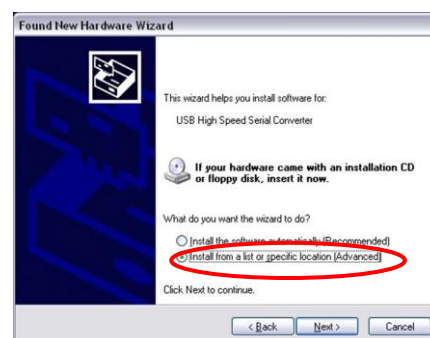 Found New Hardware Wizard
This wizard helps you install software for:
USB High Speed Serial Converter
If your hardware came with an installation CD
or floppy disk, insert it now.
What do you want the wizard to do?
Install the software automatically (Recommended)
Install from a list or specific location (Advanced)
Click Next to continue.
< Back Next > Cancel